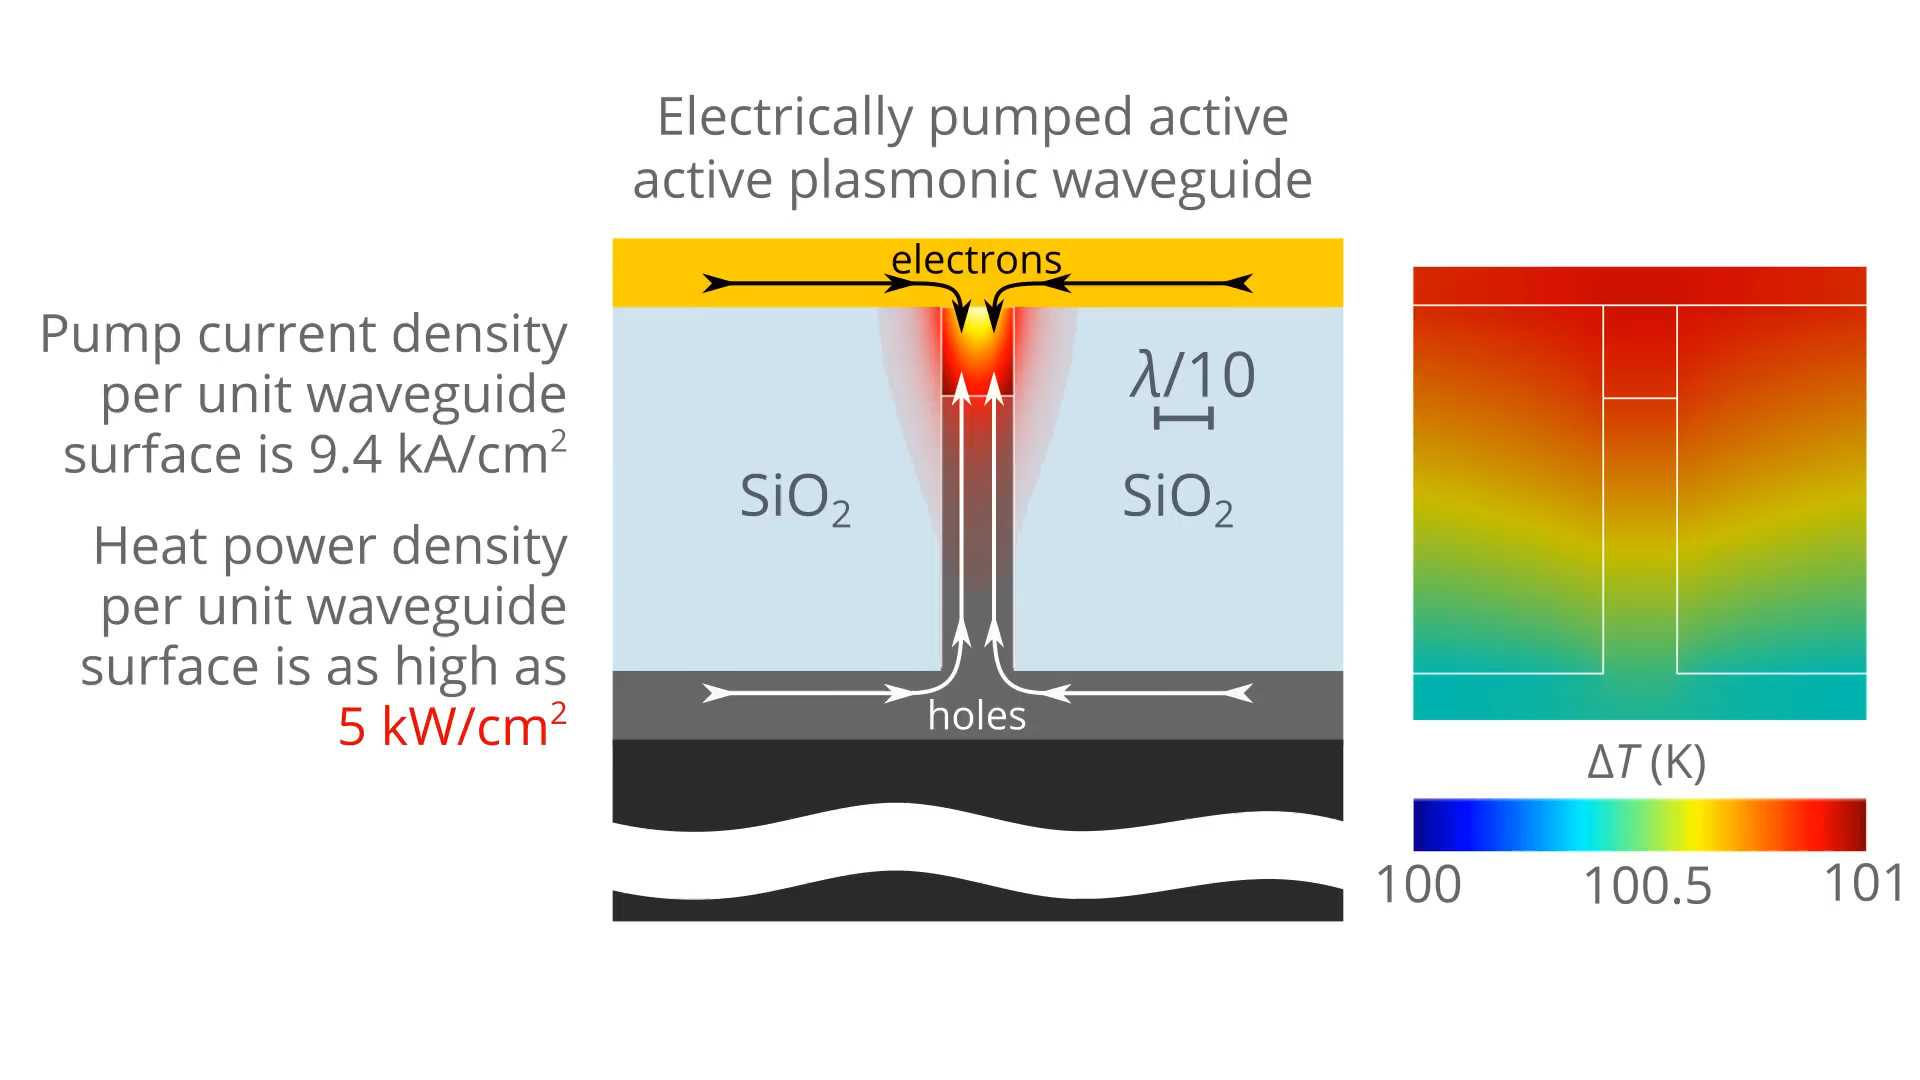 Electrically pumped active
active plasmonic waveguide
Pump current density
per unit waveguide
surface is 9.4 kA/cm²
Heat power density
per unit waveguide
surface is as high as
5 kW/cm²
electrons
λ/10
SiO₂
SiO₂
holes
ΔT (K)
100
100.5
101